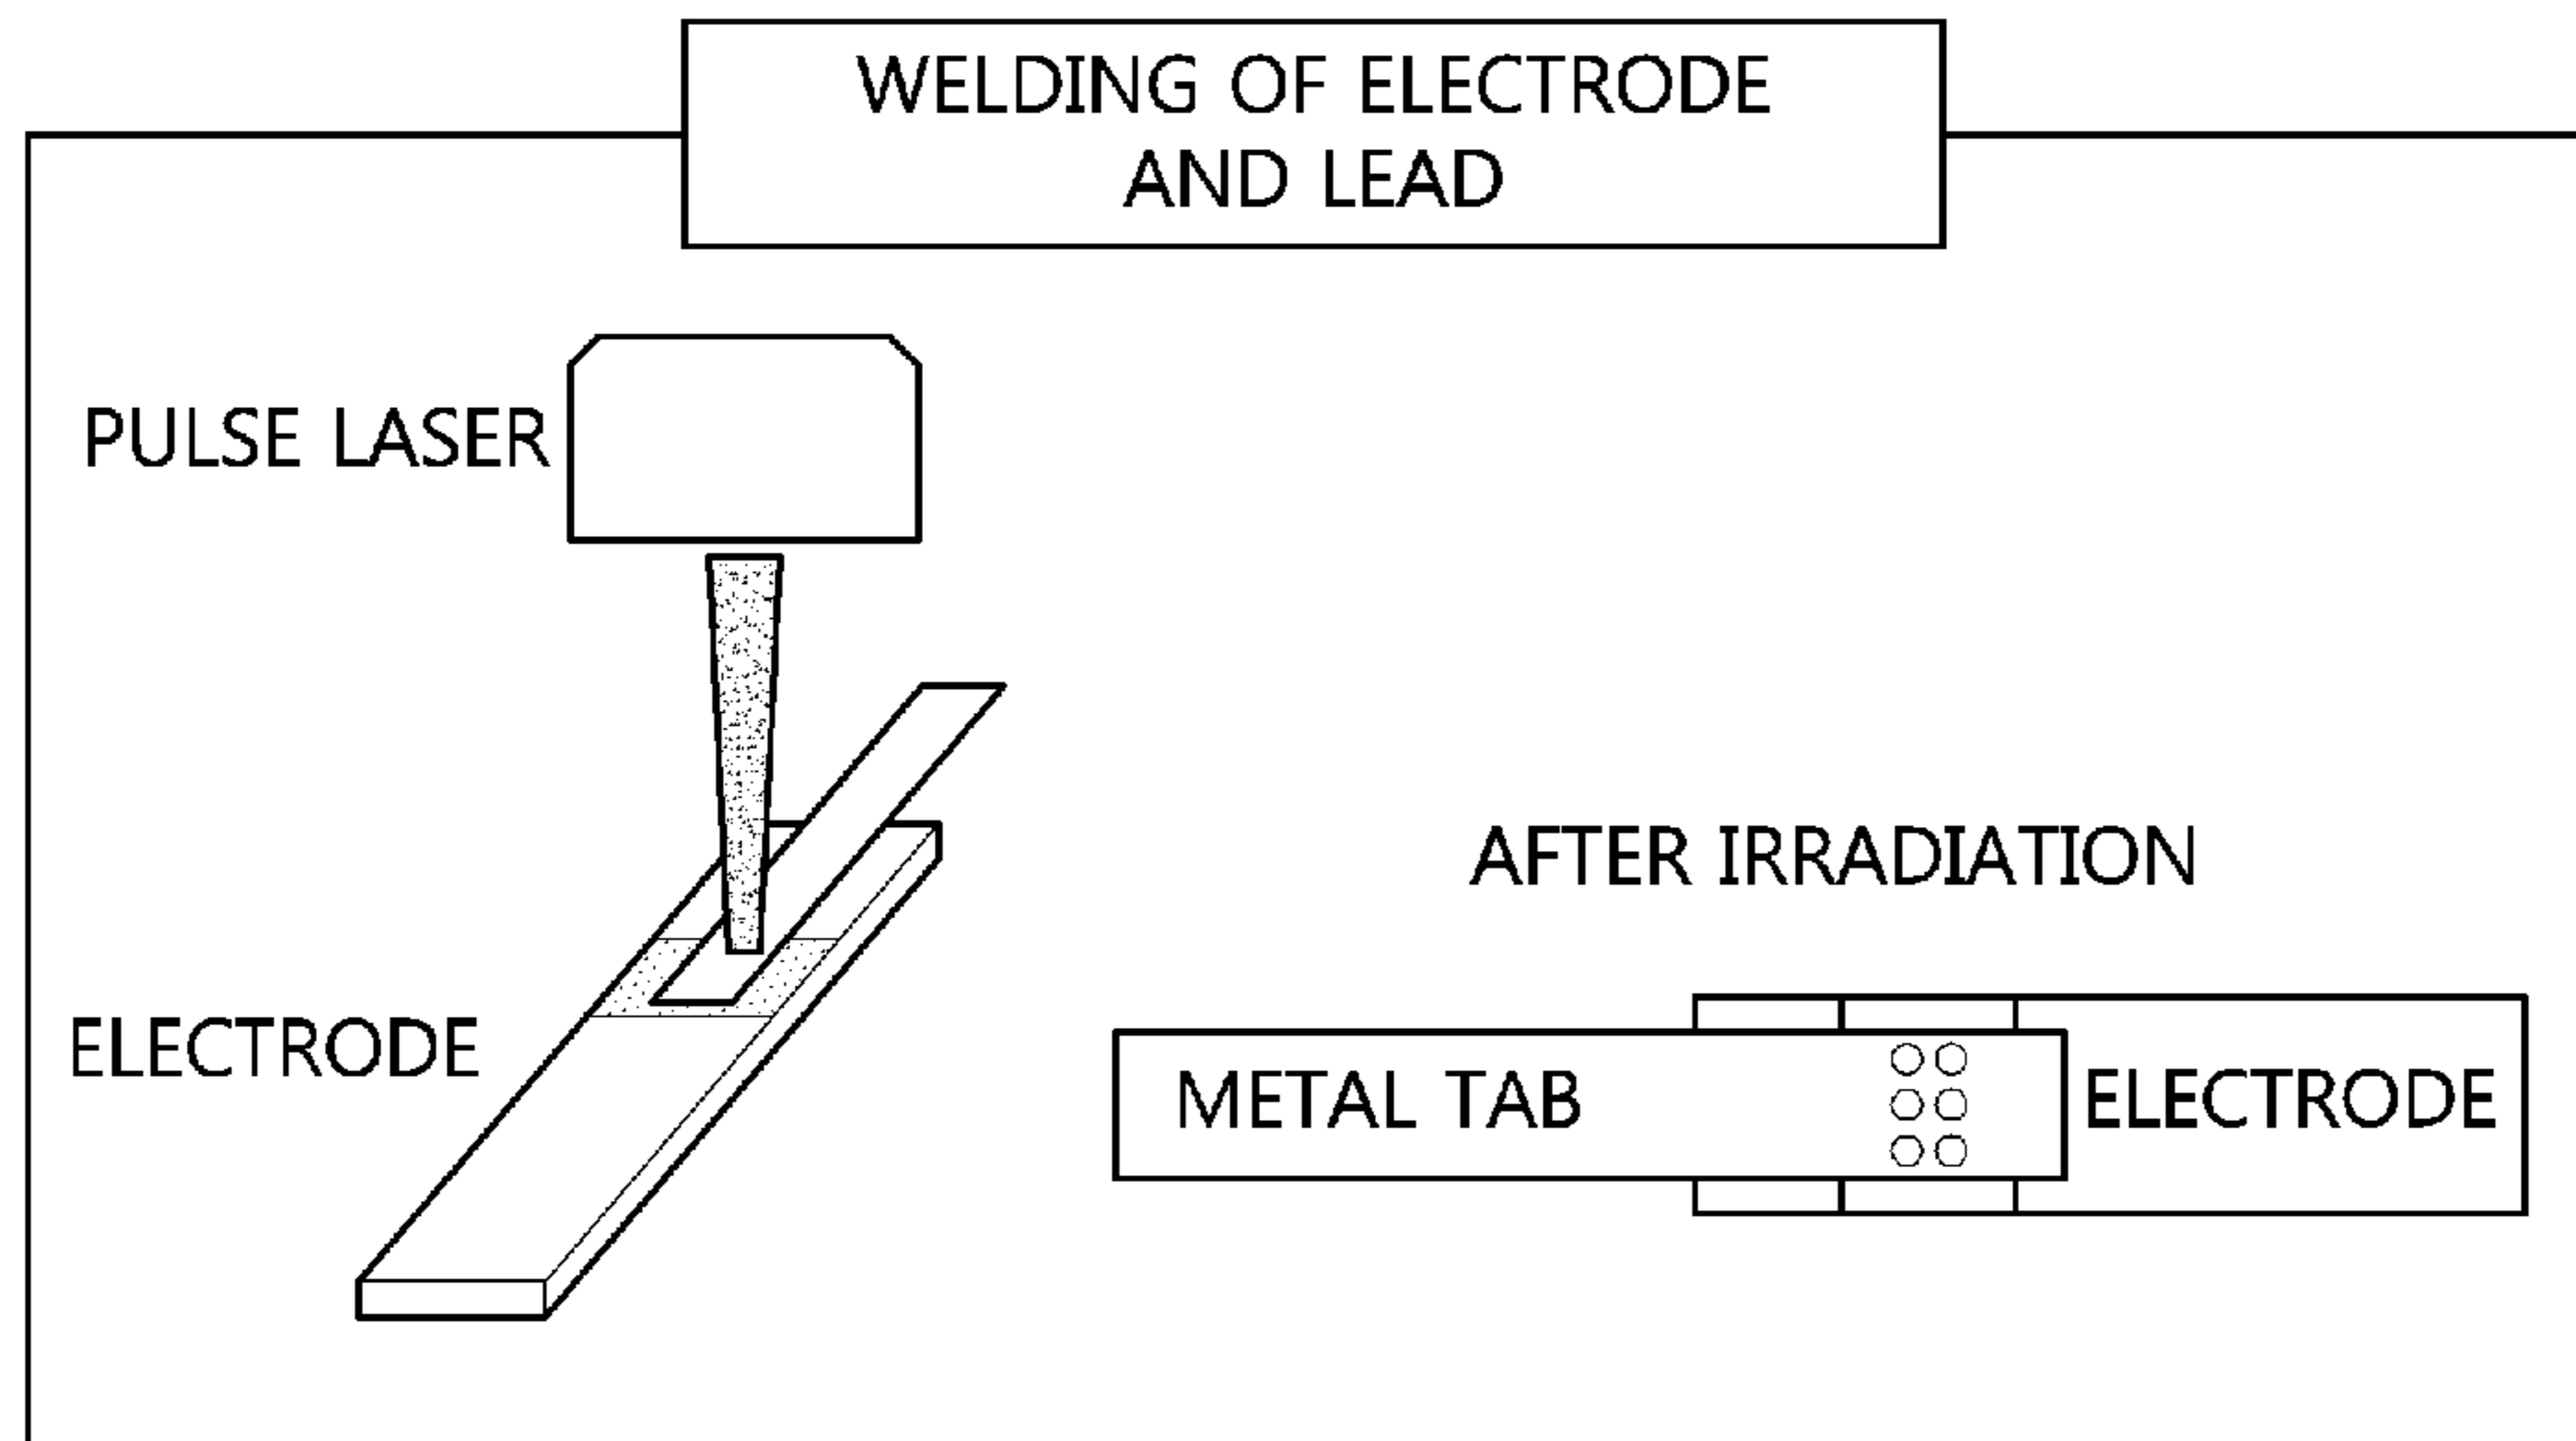 WELDING OF ELECTRODE
AND LEAD
PULSE LASER
ELECTRODE
AFTER IRRADIATION
METAL TAB
ELECTRODE